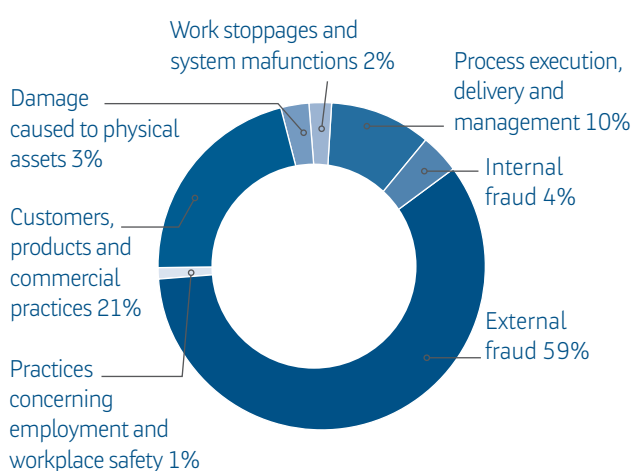 Work stoppages and
system mafunctions 2%
Process execution,
delivery and
management 10%
Internal
fraud 4%
External
fraud 59%
Practices
concerning
employment and
workplace safety 1%
Customers,
products and
commercial
practices 21%
Damage
caused to physical
assets 3%